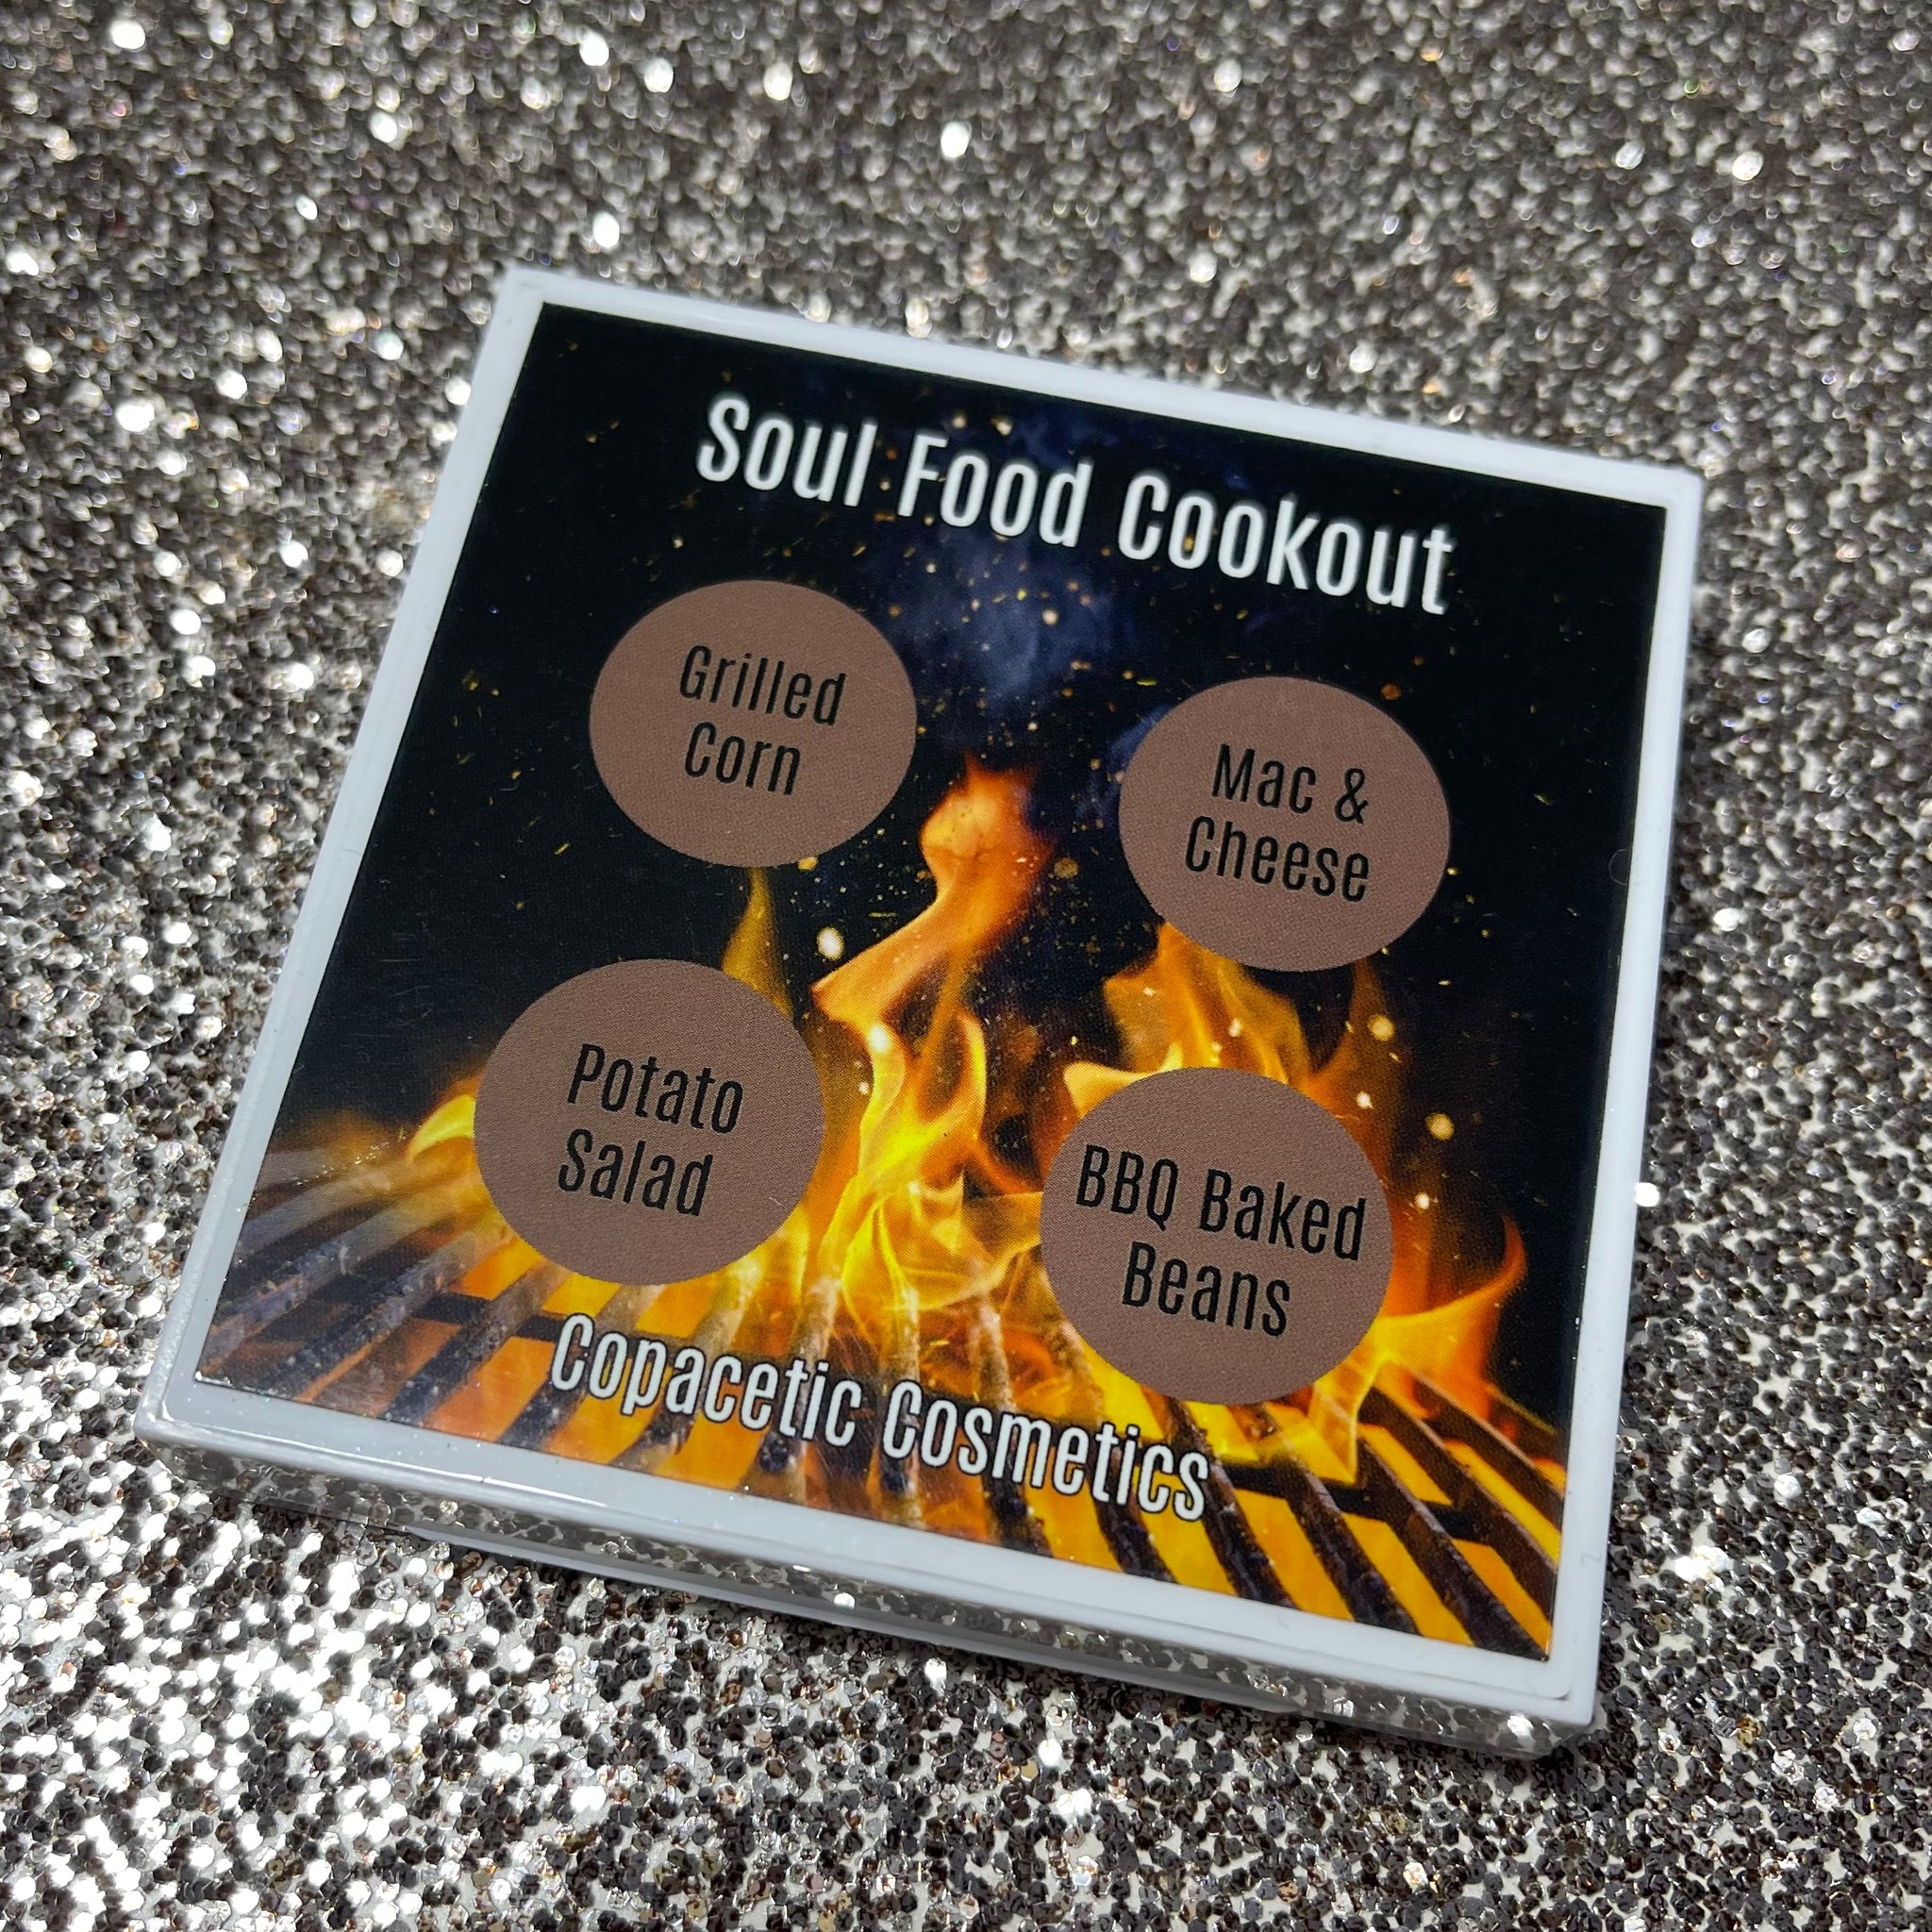 Soul Food Cookout
Grilled
Corn
Mac &
Cheese
Potato
Salad
BBQ Baked
Beans
Copacetic Cosmetics